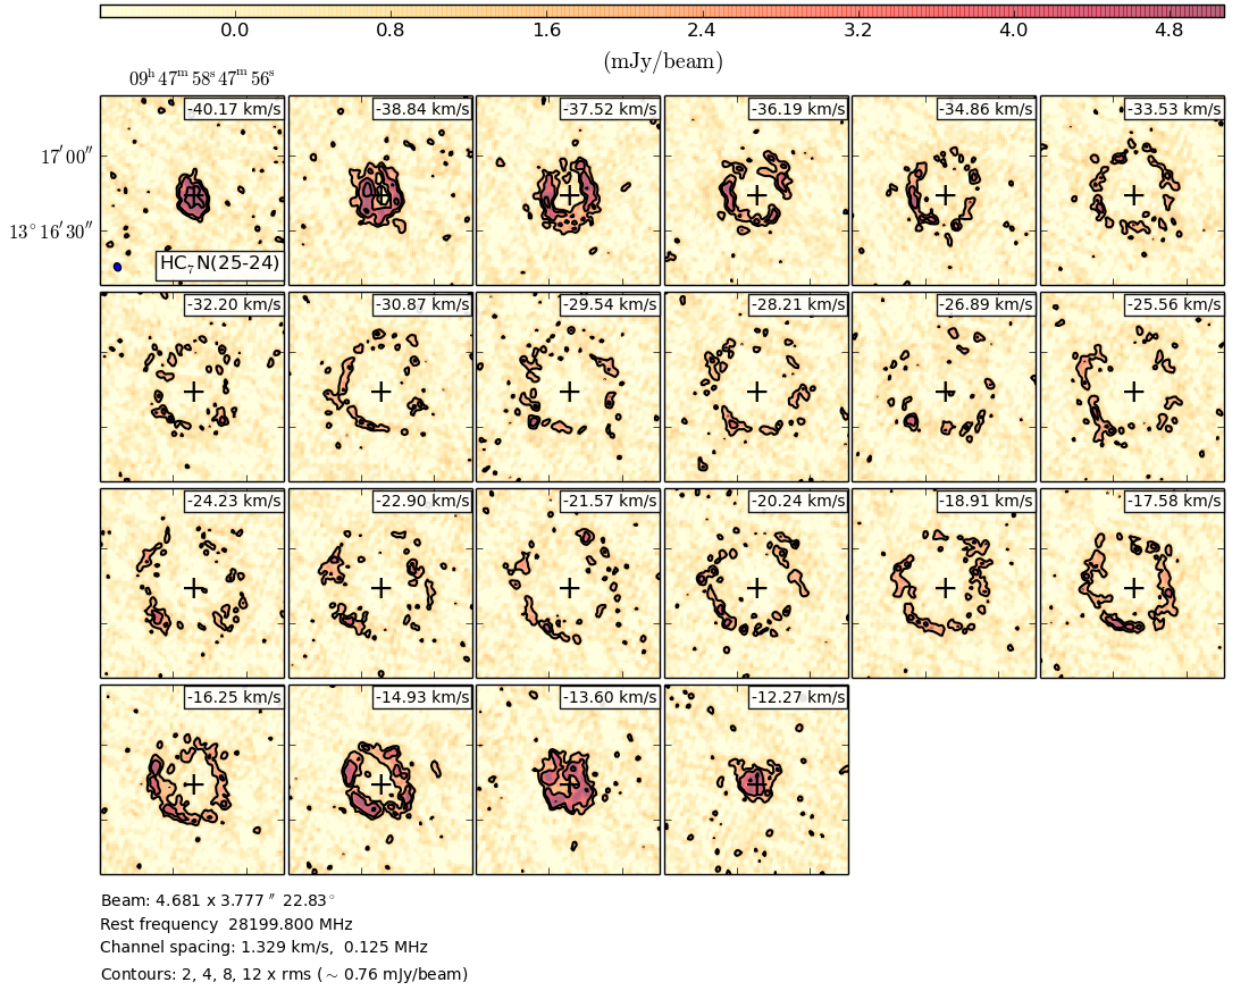 0.0 0.8 1.6 2.4 3.2 4.0 4.8
(mJy/beam)
09ʰ 47ᵐ 58ˢ 47ᵐ 56ˢ
-40.17 km/s -38.84 km/s -37.52 km/s -36.19 km/s -34.86 km/s -33.53 km/s
17′00″
13°16′30″
HC₇N(25-24)
-32.20 km/s -30.87 km/s -29.54 km/s -28.21 km/s -26.89 km/s -25.56 km/s
-24.23 km/s -22.90 km/s -21.57 km/s -20.24 km/s -18.91 km/s -17.58 km/s
-16.25 km/s -14.93 km/s -13.60 km/s -12.27 km/s
Beam: 4.681 x 3.777 ″ 22.83°
Rest frequency 28199.800 MHz
Channel spacing: 1.329 km/s, 0.125 MHz
Contours: 2, 4, 8, 12 x rms (∼ 0.76 mJy/beam)